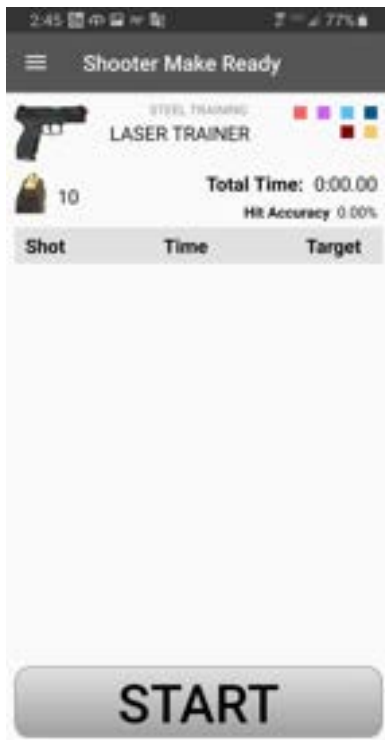 2:45 77%
Shooter Make Ready
STEEL TRAINING
LASER TRAINER
10
Total Time: 0:00.00
Hit Accuracy 0.00%
Shot Time Target
START